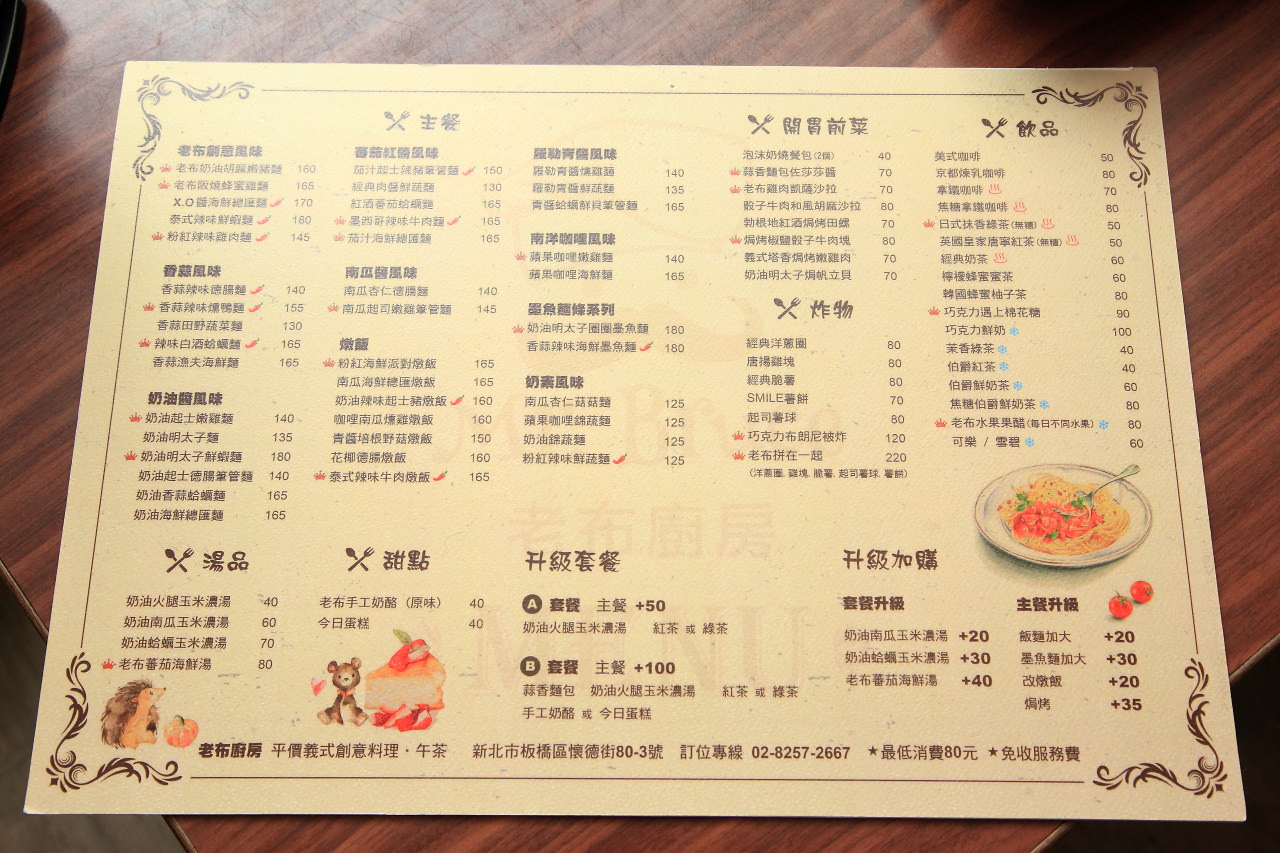 主餐
老布創意風味
老布奶油胡麻嫩豬麵 160
老布阪燒蜂蜜雞麵 165
X.O醬海鮮總匯麵 170
泰式辣味鮮蝦麵 180
粉紅辣味雞肉麵 145
香蒜風味
香蒜辣味德腸麵 140
香蒜辣味燻鴨麵 155
香蒜田野蔬菜麵 130
辣味白酒蛤蠣麵 165
香蒜漁夫海鮮麵 165
奶油醬風味
奶油起士嫩雞麵 140
奶油明太子麵 135
奶油明太子鮮蝦麵 180
奶油起士德腸筆管麵 140
奶油香蒜蛤蠣麵 165
奶油海鮮總匯麵 165
蕃茄紅醬風味
茄汁起士辣豬筆管麵 150
經典肉醬鮮蔬麵 130
紅酒蕃茄蛤蠣麵 165
墨西哥辣味牛肉麵 165
茄汁海鮮總匯麵 165
南瓜醬風味
南瓜杏仁德腸麵 140
南瓜起司嫩雞筆管麵 145
燉飯
粉紅海鮮派對燉飯 165
南瓜海鮮總匯燉飯 165
奶油辣味起士豬燉飯 160
咖哩南瓜燻雞燉飯 160
青醬培根野菇燉飯 150
花椰德腸燉飯 160
泰式辣味牛肉燉飯 165
羅勒青醬風味
羅勒青醬燻雞麵 140
羅勒青醬鮮蔬麵 135
青醬蛤蠣鮮貝筆管麵 165
南洋咖哩風味
蘋果咖哩嫩雞麵 140
蘋果咖哩海鮮麵 165
墨魚麵條系列
奶油明太子圈圈墨魚麵 180
香蒜辣味海鮮墨魚麵 180
奶素風味
南瓜杏仁菇菇麵 125
蘋果咖哩錦蔬麵 125
奶油錦蔬麵 125
粉紅辣味鮮蔬麵 125
開胃前菜
泡沫奶燒餐包(2個) 40
蒜香麵包佐莎莎醬 70
老布雞肉凱薩沙拉 70
骰子牛肉和風胡麻沙拉 80
勃根地紅酒焗烤田螺 70
焗烤椒鹽骰子牛肉塊 80
義式塔香焗烤嫩雞肉 70
奶油明太子焗帆立貝 70
炸物
經典洋蔥圈 80
唐揚雞塊 80
經典脆薯 80
SMILE薯餅 70
起司薯球 80
巧克力布朗尼被炸 120
老布拼在一起 220
(洋蔥圈. 雞塊. 脆薯. 起司薯球. 薯餅)
飲品
美式咖啡 50
京都煉乳咖啡 80
拿鐵咖啡 70
焦糖拿鐵咖啡 80
日式抹香綠茶(無糖) 50
英國皇家唐寧紅茶(無糖) 50
經典奶茶 60
檸檬蜂蜜蜜茶 60
韓國蜂蜜柚子茶 80
巧克力遇上棉花糖 90
巧克力鮮奶 100
茉香綠茶 40
伯爵紅茶 40
伯爵鮮奶茶 60
焦糖伯爵鮮奶茶 80
老布水果果醋(每日不同水果) 80
可樂 / 雪碧 60
湯品
奶油火腿玉米濃湯 40
奶油南瓜玉米濃湯 60
奶油蛤蠣玉米濃湯 70
老布蕃茄海鮮湯 80
甜點
老布手工奶酪（原味） 40
今日蛋糕 40
升級套餐
A 套餐 主餐 +50
奶油火腿玉米濃湯 紅茶 或 綠茶
B 套餐 主餐 +100
蒜香麵包 奶油火腿玉米濃湯 紅茶 或 綠茶
手工奶酪 或 今日蛋糕
升級加購
套餐升級
奶油南瓜玉米濃湯 +20
奶油蛤蠣玉米濃湯 +30
老布蕃茄海鮮湯 +40
主餐升級
飯麵加大 +20
墨魚麵加大 +30
改燉飯 +20
焗烤 +35
老布廚房
MENU
老布廚房 平價義式創意料理・午茶 新北市板橋區懷德街80-3號 訂位專線 02-8257-2667 ★最低消費80元 ★免收服務費